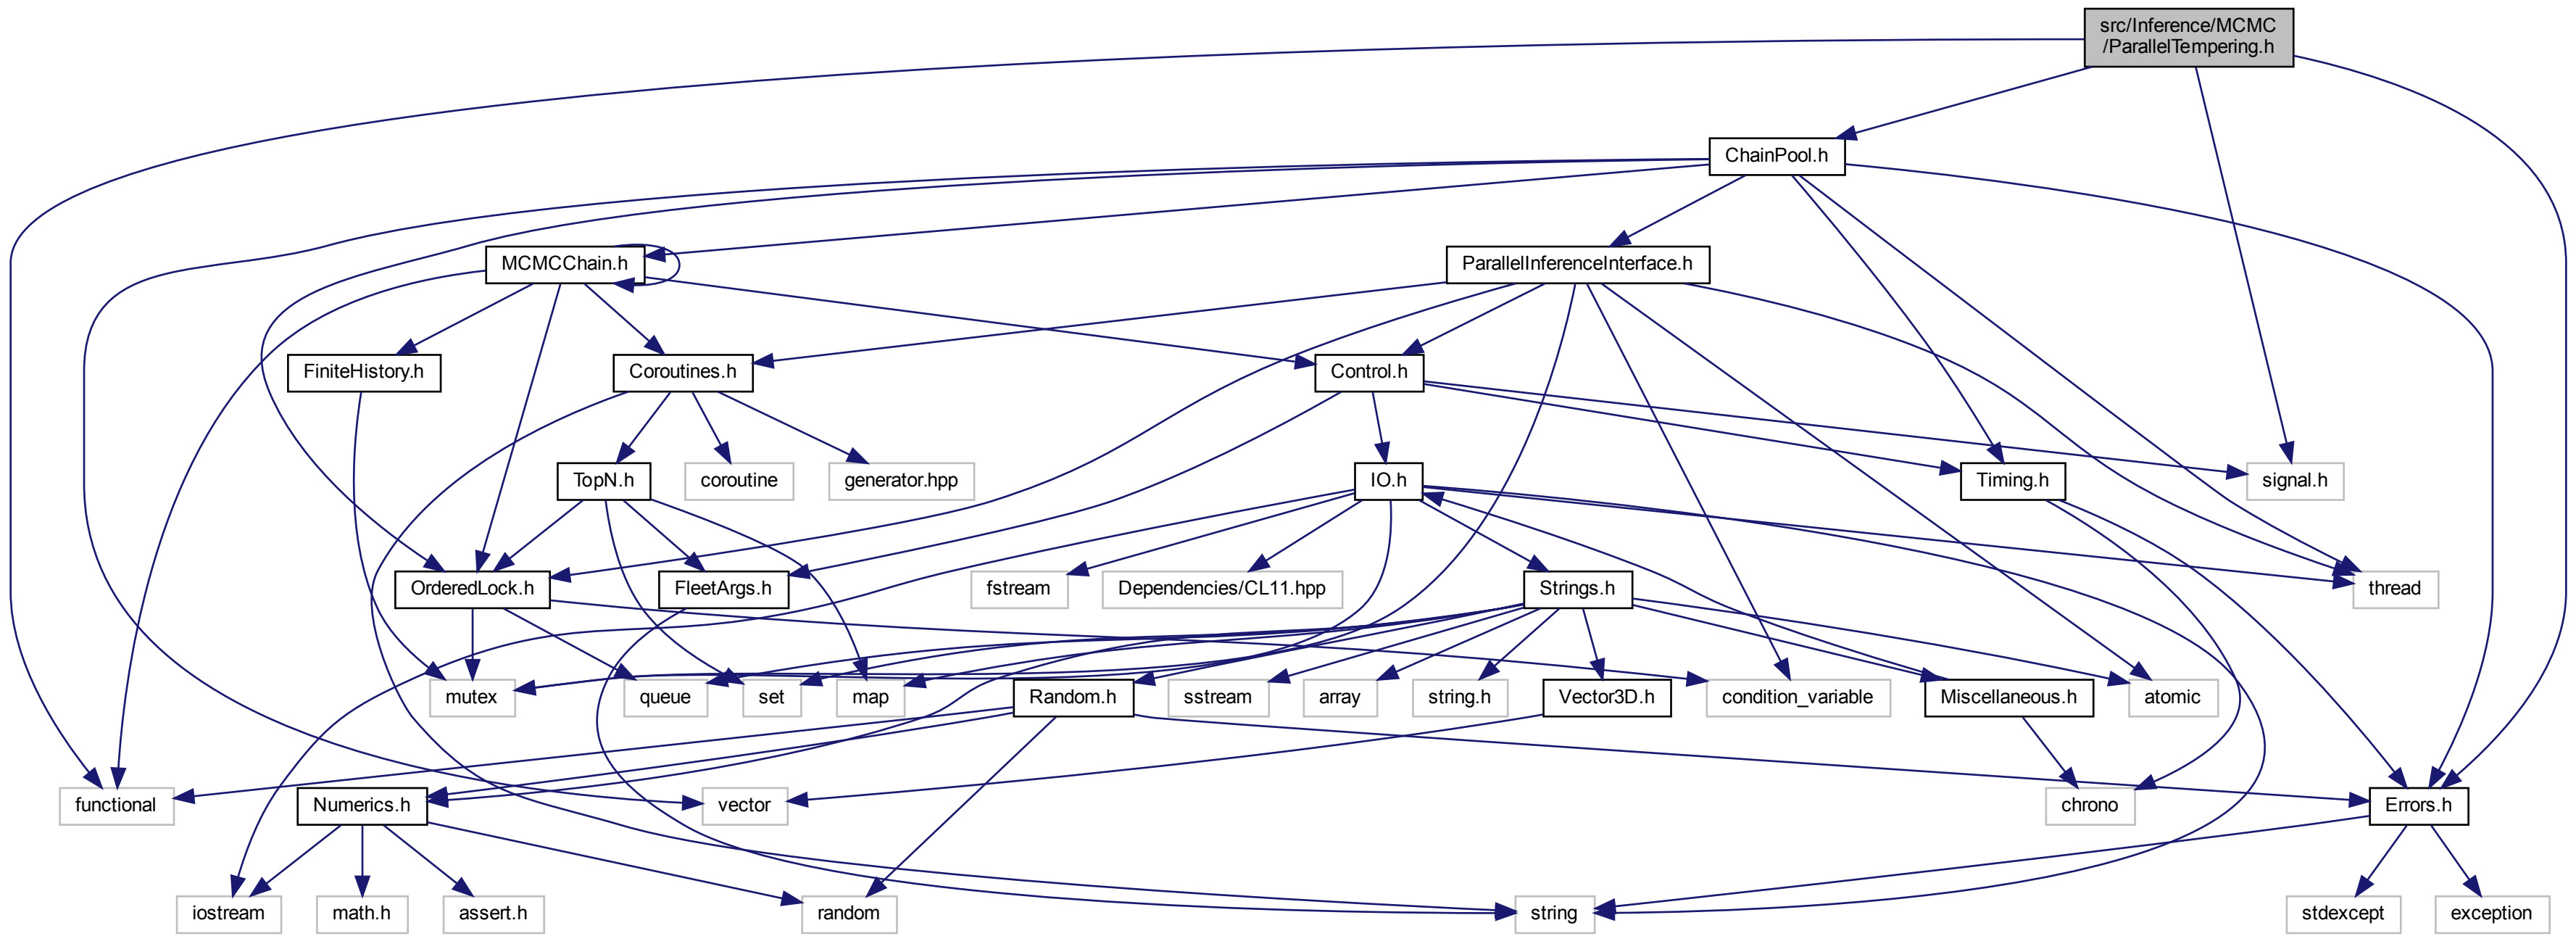 src/Inference/MCMC
/ParallelTempering.h
ChainPool.h
MCMCChain.h
ParallelInferenceInterface.h
FiniteHistory.h
Coroutines.h
Control.h
TopN.h
coroutine
generator.hpp
IO.h
Timing.h
signal.h
OrderedLock.h
FleetArgs.h
fstream
Dependencies/CL11.hpp
Strings.h
thread
mutex
queue
set
map
Random.h
sstream
array
string.h
Vector3D.h
condition_variable
Miscellaneous.h
atomic
functional
Numerics.h
vector
chrono
Errors.h
iostream
math.h
assert.h
random
string
stdexcept
exception